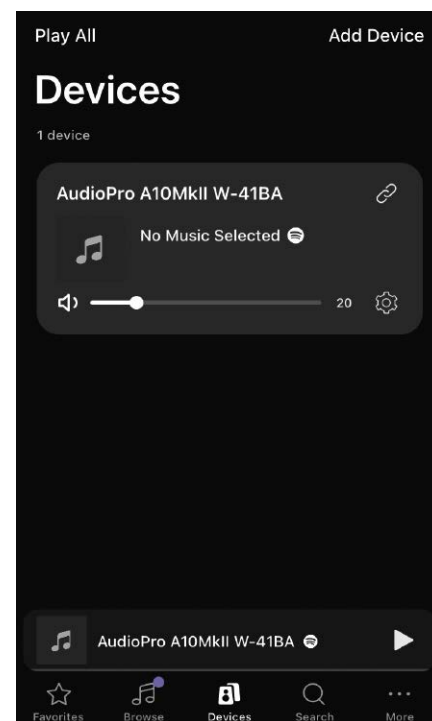 Play All
Add Device
Devices
1 device
AudioPro A10MkII W-41BA
No Music Selected
20
AudioPro A10MkII W-41BA
Favorites
Browse
Devices
Search
More